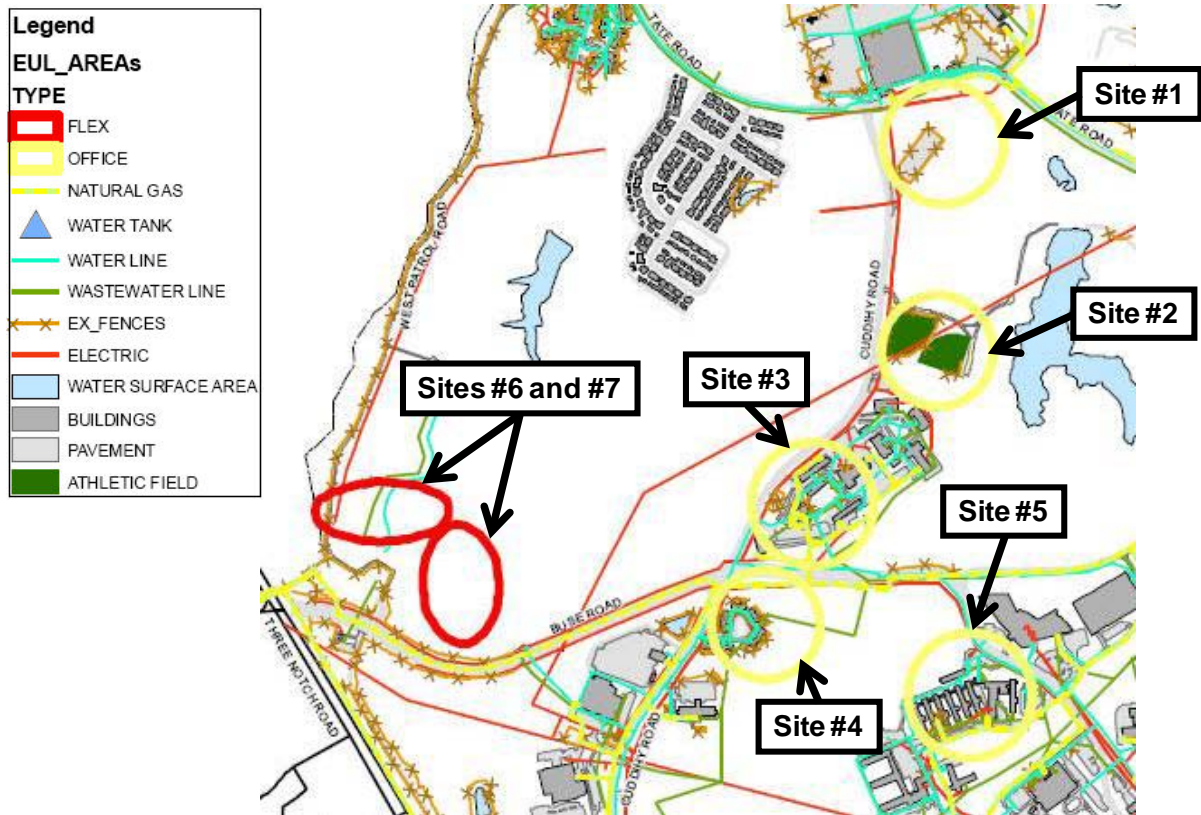 Legend
EUL_AREAs
TYPE
FLEX
OFFICE
NATURAL GAS
WATER TANK
WATER LINE
WASTEWATER LINE
EX_FENCES
ELECTRIC
WATER SURFACE AREA
BUILDINGS
PAVEMENT
ATHLETIC FIELD
TATE ROAD
Site #1
TATE ROAD
WEST PATROL ROAD
CUDDIHY ROAD
Site #2
Site #3
Sites #6 and #7
Site #5
BUSE ROAD
THREE NOTCH ROAD
Site #4
CUDDIHY ROAD